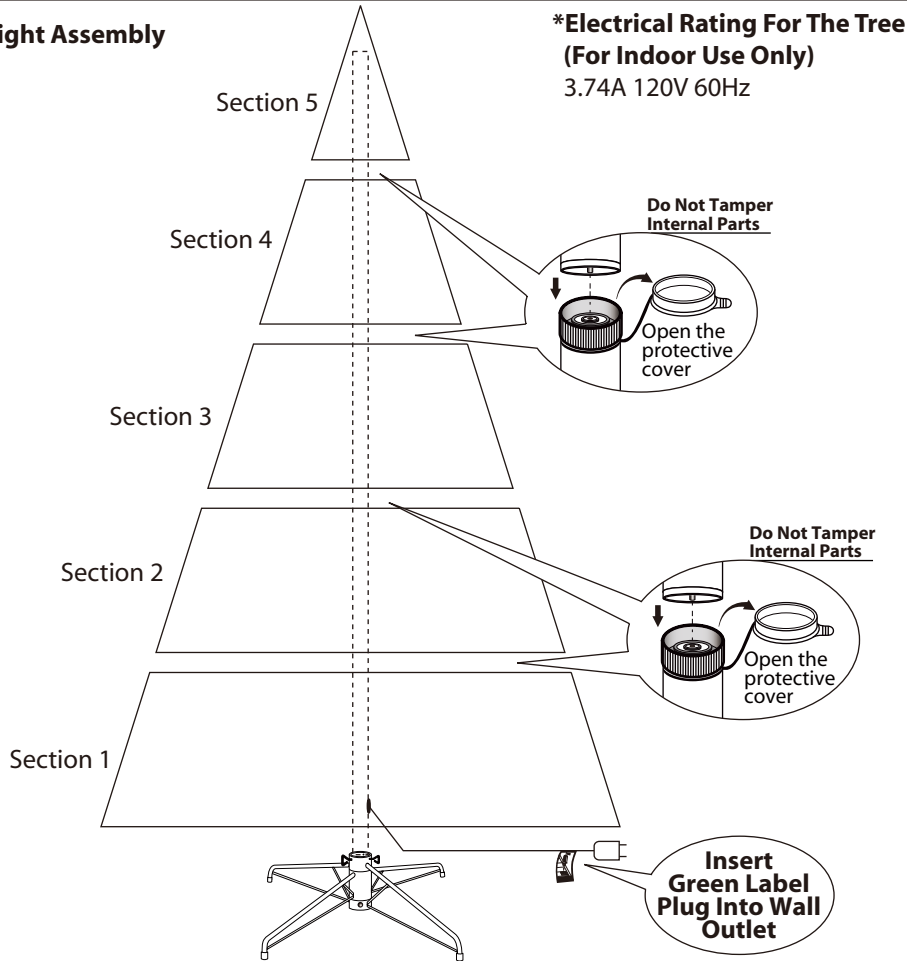 ight Assembly
*Electrical Rating For The Tree
(For Indoor Use Only)
3.74A 120V 60Hz
Section 5
Do Not Tamper
Internal Parts
Section 4
Open the
protective
cover
Section 3
Do Not Tamper
Internal Parts
Section 2
Open the
protective
cover
Section 1
Insert
Green Label
Plug Into Wall
Outlet